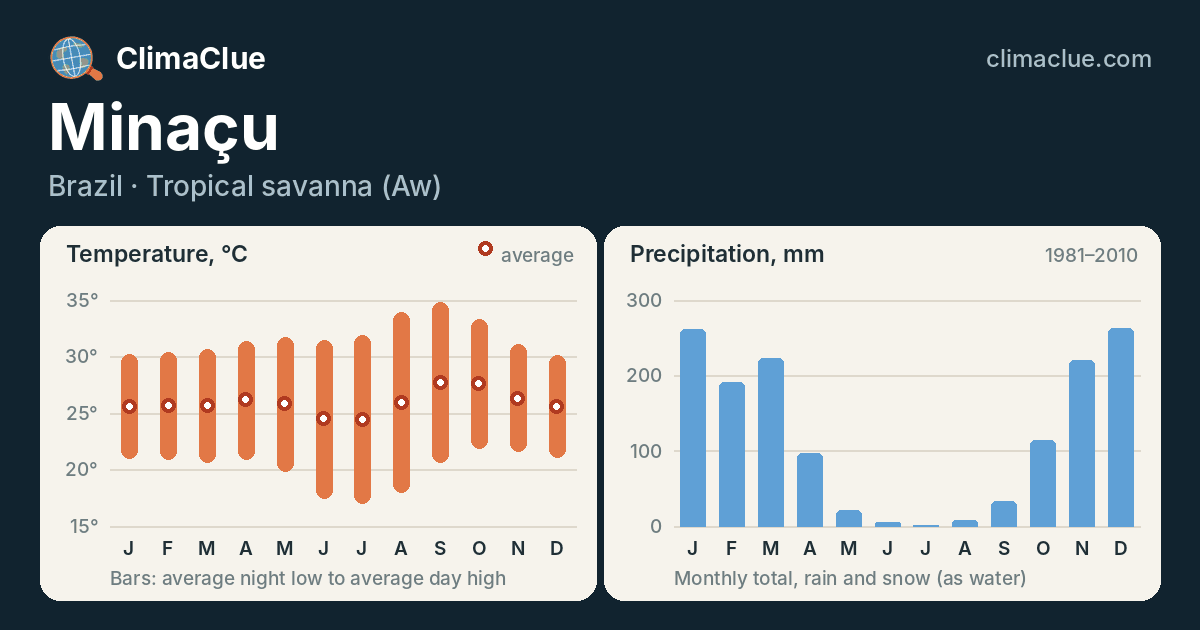 ClimaClue
climaclue.com
Minaçu
Brazil · Tropical savanna (Aw)
Temperature, °C
average
35°
30°
25°
20°
15°
J F M A M J J A S O N D
Bars: average night low to average day high
Precipitation, mm
1981–2010
300
200
100
0
J F M A M J J A S O N D
Monthly total, rain and snow (as water)